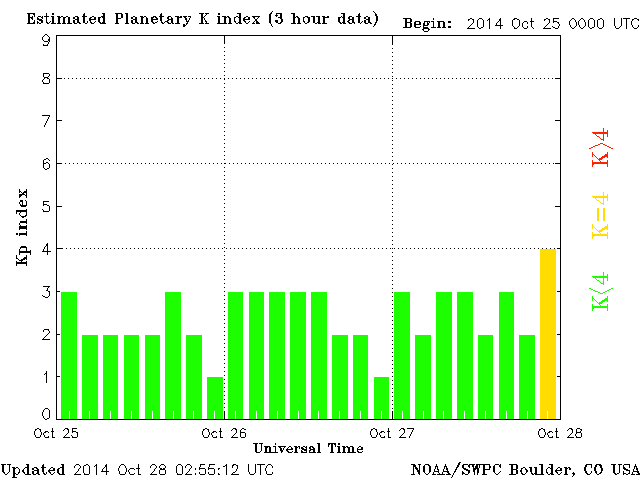 Estimated Planetary K index (3 hour data)
Begin: 2014 Oct 25 0000 UTC
9
8
7
6
5
4
3
2
1
0
Kp index
K>4
K=4
K<4
Oct 25
Oct 26
Oct 27
Oct 28
Universal Time
Updated 2014 Oct 28 02:55:12 UTC
NOAA/SWPC Boulder, CO USA